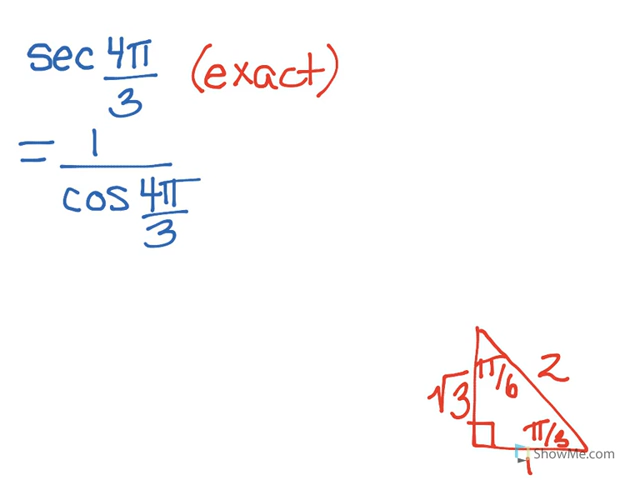 sec 4π/3 (exact)
= 1/cos 4π/3
π/6
2
√3
π/3
1
ShowMe.com